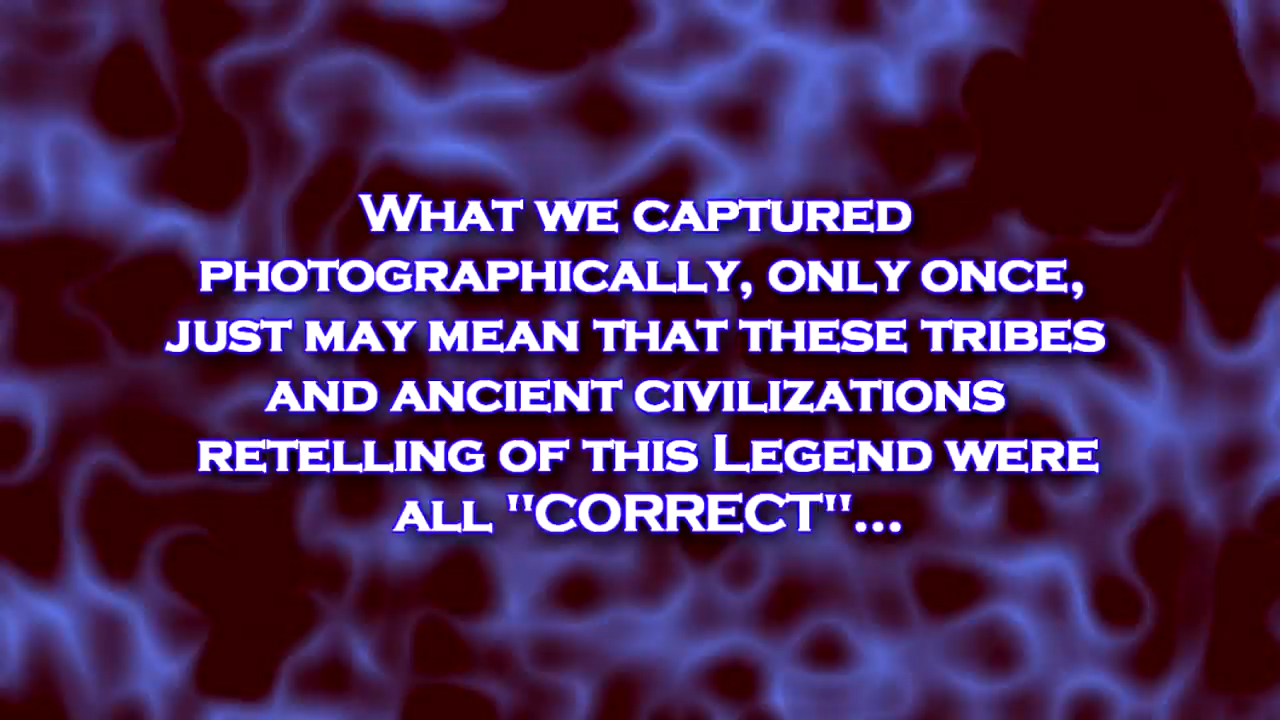 What we captured
photographically, only once,
just may mean that these tribes
and ancient civilizations
retelling of this Legend were
all "CORRECT"...